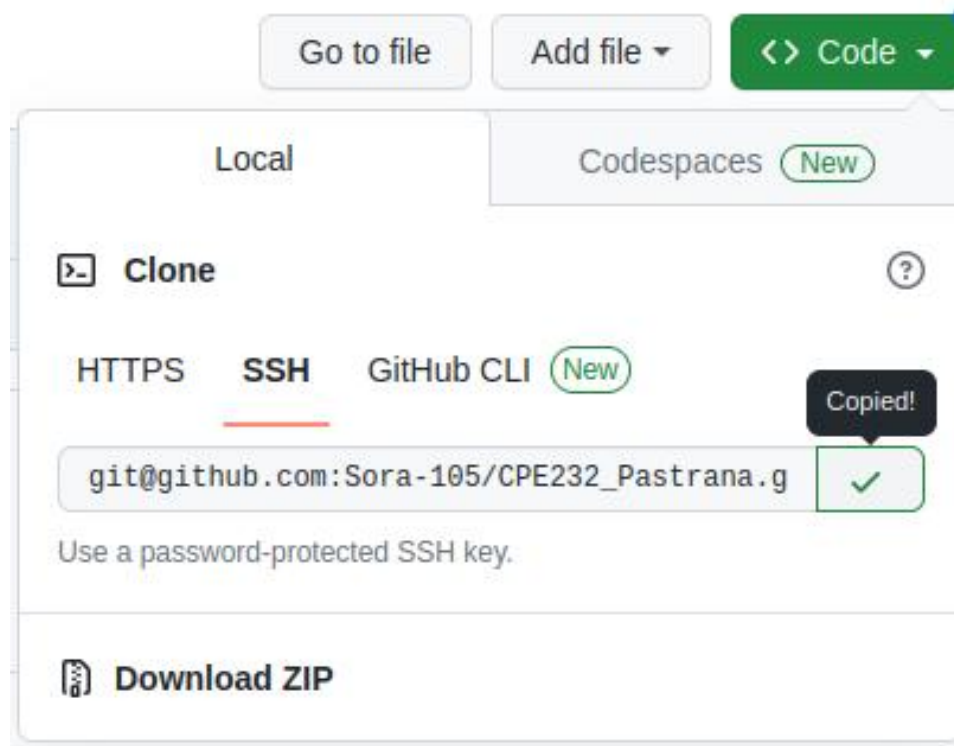 Go to file Add file <> Code
Local Codespaces New
Clone
HTTPS SSH GitHub CLI New
Copied!
git@github.com:Sora-105/CPE232_Pastrana.g
Use a password-protected SSH key.
Download ZIP